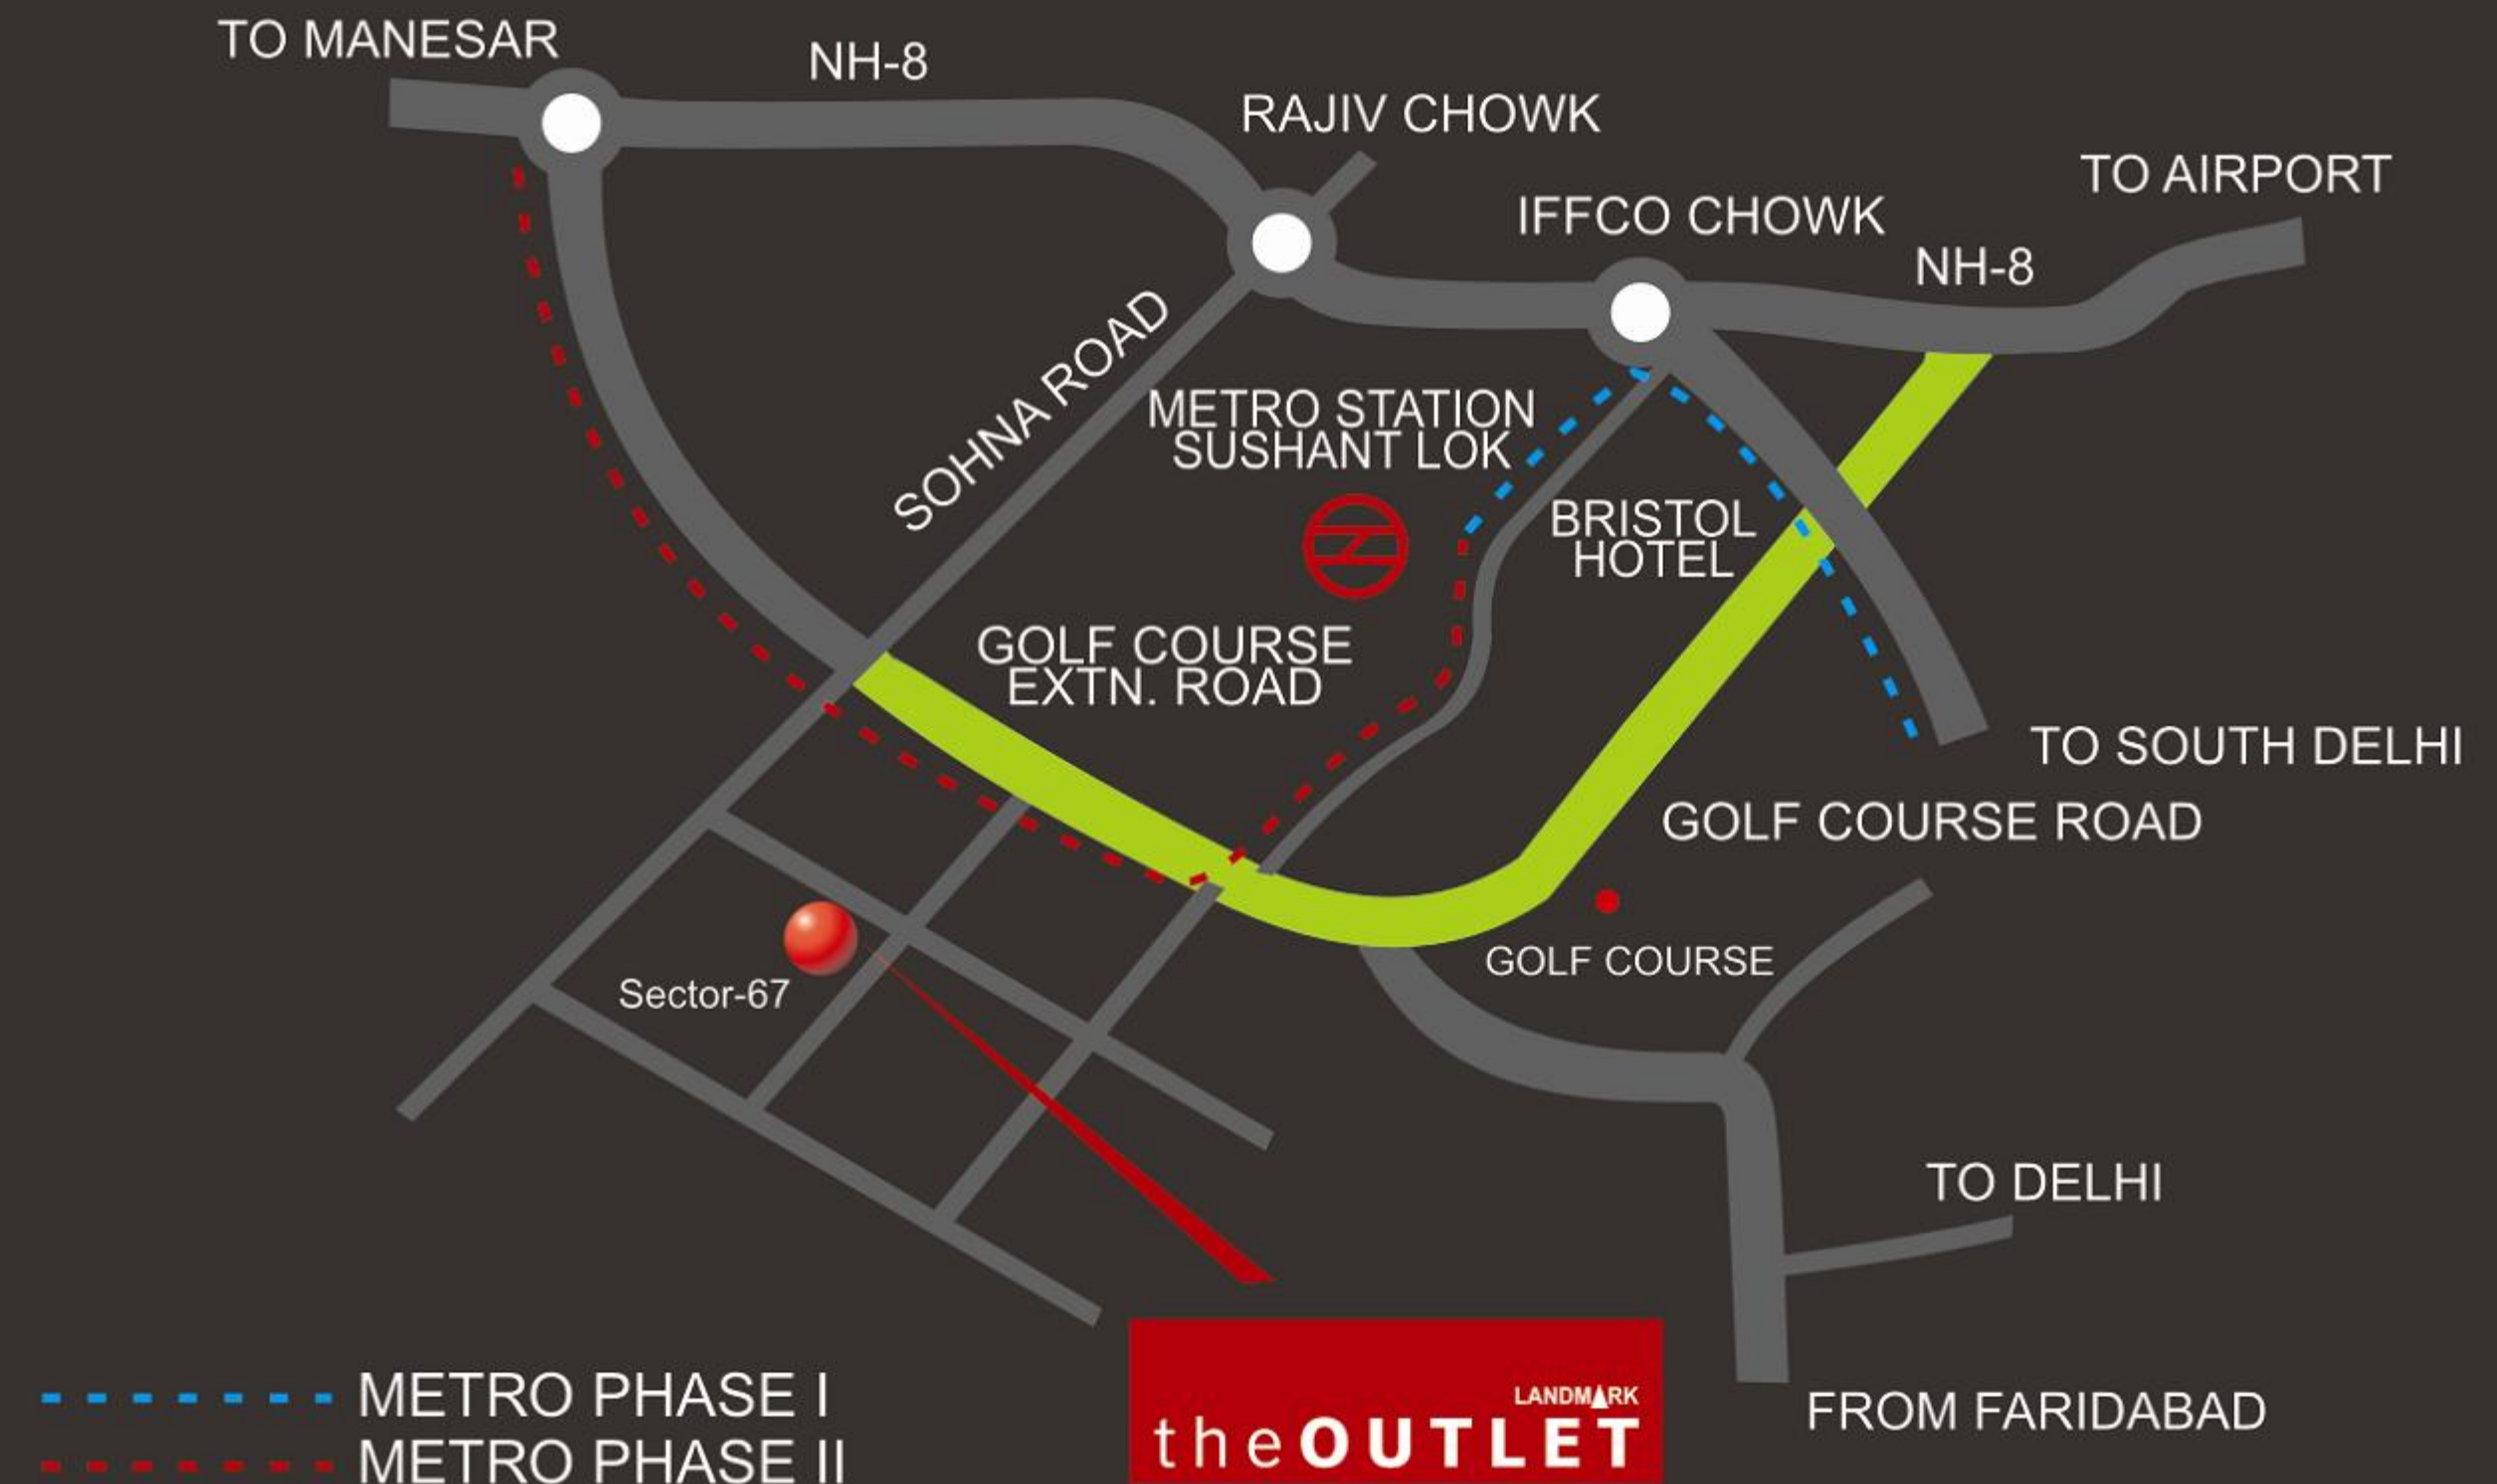 TO MANESAR
NH-8
RAJIV CHOWK
TO AIRPORT
IFFCO CHOWK
NH-8
SOHNA ROAD
METRO STATION
SUSHANT LOK
BRISTOL
HOTEL
GOLF COURSE
EXTN. ROAD
TO SOUTH DELHI
GOLF COURSE ROAD
GOLF COURSE
Sector-67
TO DELHI
METRO PHASE I
METRO PHASE II
LANDMARK
the OUTLET
FROM FARIDABAD